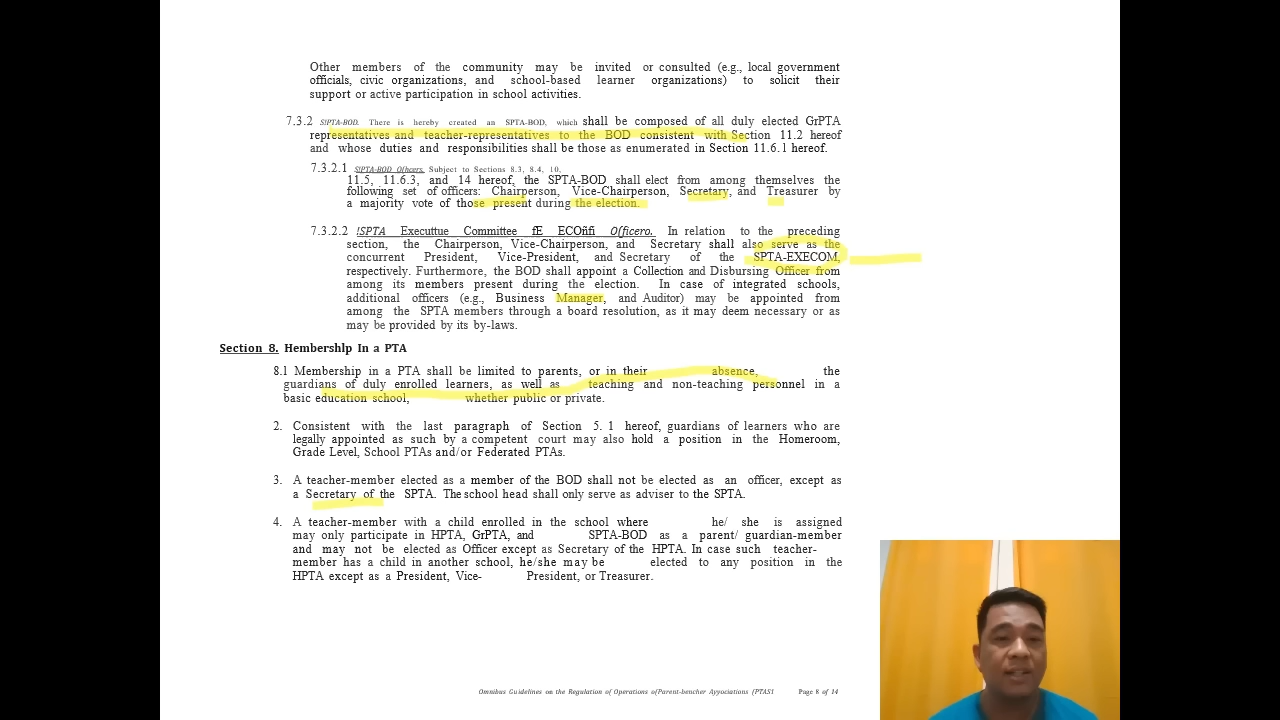 Other members of the community may be invited or consulted (e.g., local government
officials, civic organizations, and school-based learner organizations) to solicit their
support or active participation in school activities.
7.3.2 SIPTA-BOD. There is hereby created an SPTA-BOD, which shall be composed of all duly elected GrPTA
representatives and teacher-representatives to the BOD consistent with Section 11.2 hereof
and whose duties and responsibilities shall be those as enumerated in Section 11.6.1 hereof.
7.3.2.1 SIPTA-BOD Ofhcers. Subject to Sections 8.3, 8.4, 10,
11.5, 11.6.3, and 14 hereof, the SPTA-BOD shall elect from among themselves the
following set of officers: Chairperson, Vice-Chairperson, Secretary, and Treasurer by
a majority vote of those present during the election.
7.3.2.2 !SPTA Executtue Committee fE ECOñfi Officero. In relation to the preceding
section, the Chairperson, Vice-Chairperson, and Secretary shall also serve as the
concurrent President, Vice-President, and Secretary of the SPTA-EXECOM,
respectively. Furthermore, the BOD shall appoint a Collection and Disbursing Officer from
among its members present during the election. In case of integrated schools,
additional officers (e.g., Business Manager, and Auditor) may be appointed from
among the SPTA members through a board resolution, as it may deem necessary or as
may be provided by its by-laws.
Section 8. Hembershlp In a PTA
8.l Membership in a PTA shall be limited to parents, or in their absence, the
guardians of duly enrolled learners, as well as teaching and non-teaching personnel in a
basic education school, whether public or private.
2. Consistent with the last paragraph of Section 5. 1 hereof, guardians of learners who are
legally appointed as such by a competent court may also hold a position in the Homeroom,
Grade Level, School PTAs and/or Federated PTAs.
3. A teacher-member elected as a member of the BOD shall not be elected as an officer, except as
a Secretary of the SPTA. The school head shall only serve as adviser to the SPTA.
4. A teacher-member with a child enrolled in the school where he/ she is assigned
may only participate in HPTA, GrPTA, and SPTA-BOD as a parent/ guardian-member
and may not be elected as Officer except as Secretary of the HPTA. In case such teacher-
member has a child in another school, he/she may be elected to any position in the
HPTA except as a President, Vice- President, or Treasurer.
Omnibus Guidelines on the Regulation of Operations ofParent-bencher Ayyociations (PTAS1 Page 8 of 14